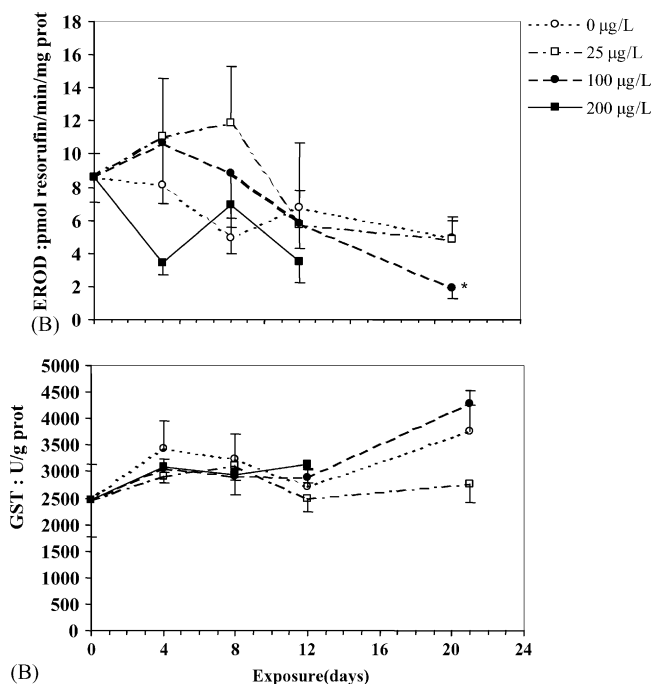 18
16
14
12
10
8
6
4
2
0
EROD :pmol resorufin/min/mg prot
*
0 µg/L
25 µg/L
100 µg/L
200 µg/L
(B)
5000
4500
4000
3500
3000
2500
2000
1500
1000
500
0
GST : U/g prot
0 4 8 12 16 20 24
Exposure(days)
(B)